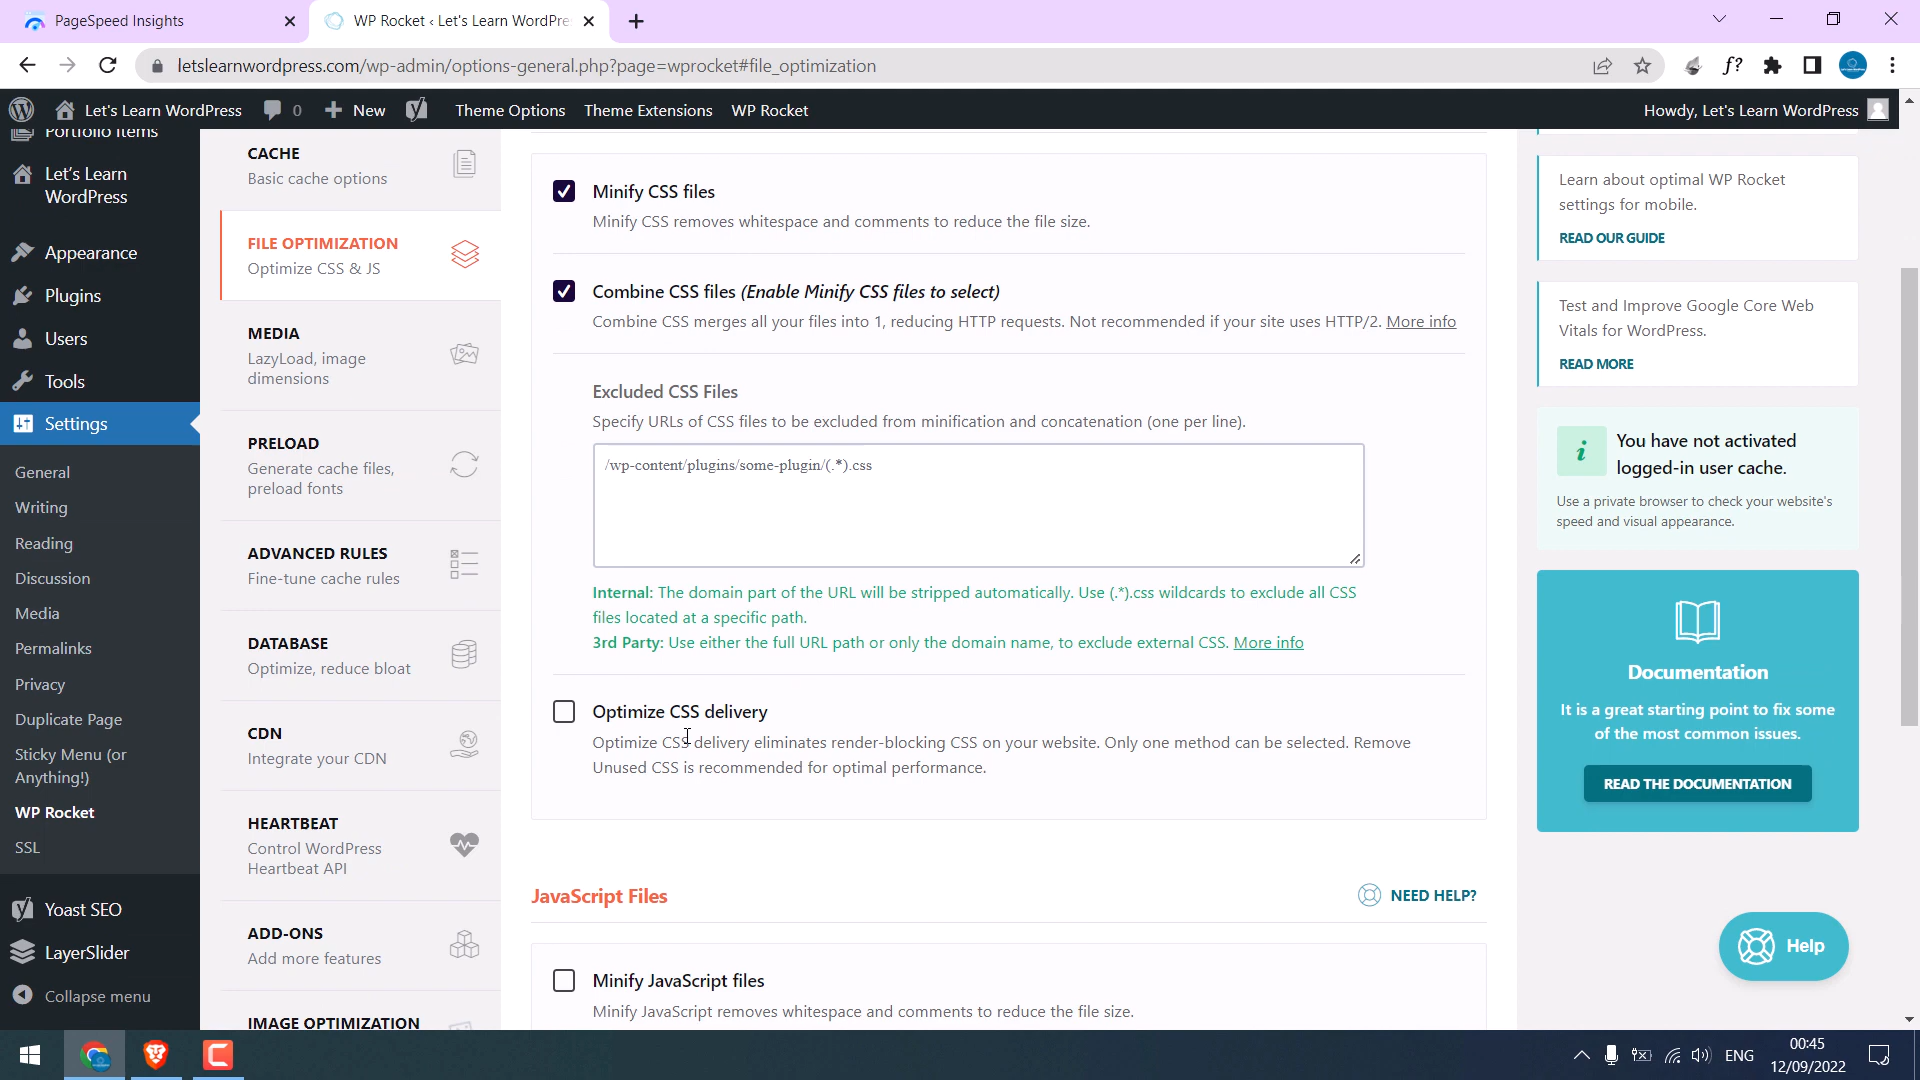 PageSpeed Insights
WP Rocket ‹ Let's Learn WordPre
letslearnwordpress.com/wp-admin/options-general.php?page=wprocket#file_optimization
f?
Let's Learn WordPress
0
New
Theme Options
Theme Extensions
WP Rocket
Howdy, Let's Learn WordPress
Portfolio Items
Let's Learn
WordPress
Appearance
Plugins
Users
Tools
Settings
General
Writing
Reading
Discussion
Media
Permalinks
Privacy
Duplicate Page
Sticky Menu (or
Anything!)
WP Rocket
SSL
Yoast SEO
LayerSlider
Collapse menu
CACHE
Basic cache options
FILE OPTIMIZATION
Optimize CSS & JS
MEDIA
LazyLoad, image
dimensions
PRELOAD
Generate cache files,
preload fonts
ADVANCED RULES
Fine-tune cache rules
DATABASE
Optimize, reduce bloat
CDN
Integrate your CDN
HEARTBEAT
Control WordPress
Heartbeat API
ADD-ONS
Add more features
IMAGE OPTIMIZATION
Minify CSS files
Minify CSS removes whitespace and comments to reduce the file size.
Combine CSS files (Enable Minify CSS files to select)
Combine CSS merges all your files into 1, reducing HTTP requests. Not recommended if your site uses HTTP/2. More info
Excluded CSS Files
Specify URLs of CSS files to be excluded from minification and concatenation (one per line).
/wp-content/plugins/some-plugin/(.*).css
Internal: The domain part of the URL will be stripped automatically. Use (.*).css wildcards to exclude all CSS
files located at a specific path.
3rd Party: Use either the full URL path or only the domain name, to exclude external CSS. More info
Optimize CSS delivery
Optimize CSS delivery eliminates render-blocking CSS on your website. Only one method can be selected. Remove
Unused CSS is recommended for optimal performance.
JavaScript Files
NEED HELP?
Minify JavaScript files
Minify JavaScript removes whitespace and comments to reduce the file size.
Learn about optimal WP Rocket
settings for mobile.
READ OUR GUIDE
Test and Improve Google Core Web
Vitals for WordPress.
READ MORE
You have not activated
logged-in user cache.
Use a private browser to check your website's
speed and visual appearance.
Documentation
It is a great starting point to fix some
of the most common issues.
READ THE DOCUMENTATION
Help
ENG
00:45
12/09/2022